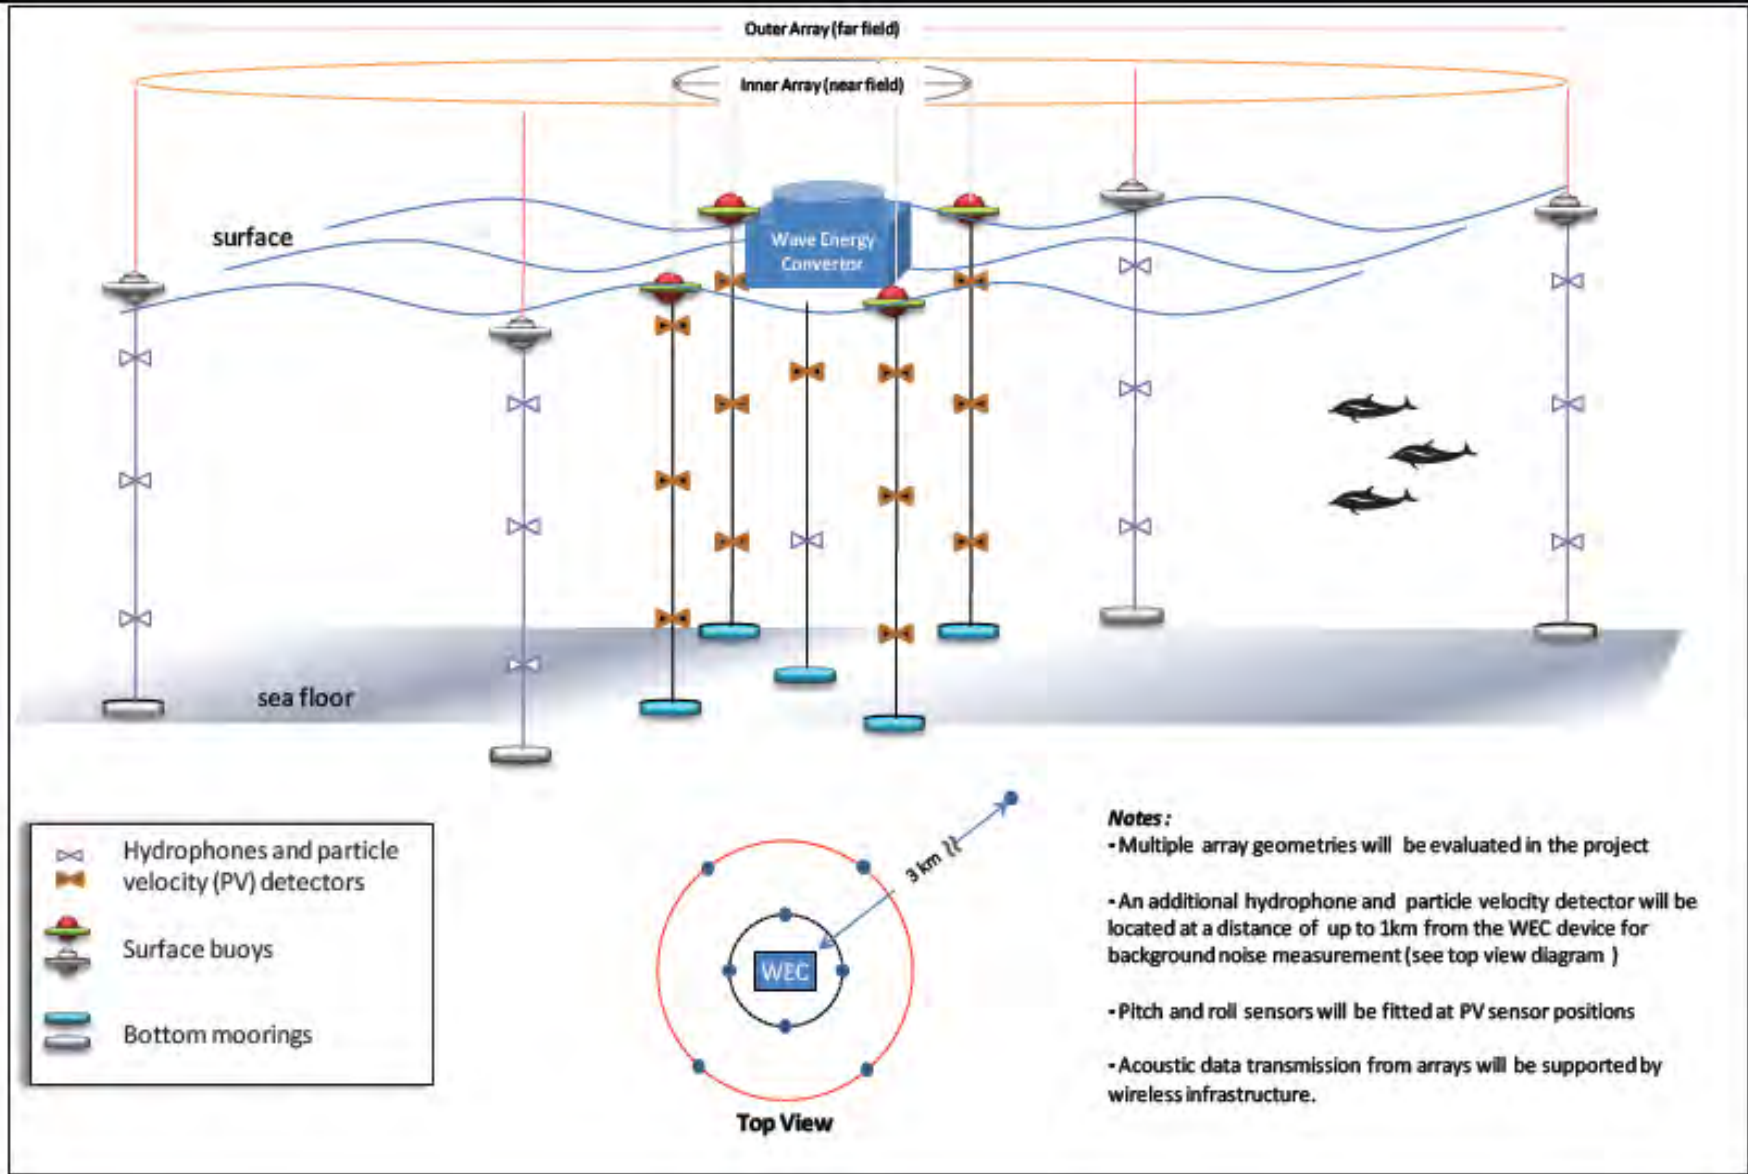 Outer Array (far field)
Inner Array (near field)
surface
Wave Energy
Convertor
sea floor
Hydrophones and particle
velocity (PV) detectors
Surface buoys
Bottom moorings
3 km
WEC
Top View
Notes :
- Multiple array geometries will be evaluated in the project
- An additional hydrophone and particle velocity detector will be
located at a distance of up to 1km from the WEC device for
background noise measurement (see top view diagram )
- Pitch and roll sensors will be fitted at PV sensor positions
- Acoustic data transmission from arrays will be supported by
wireless infrastructure.